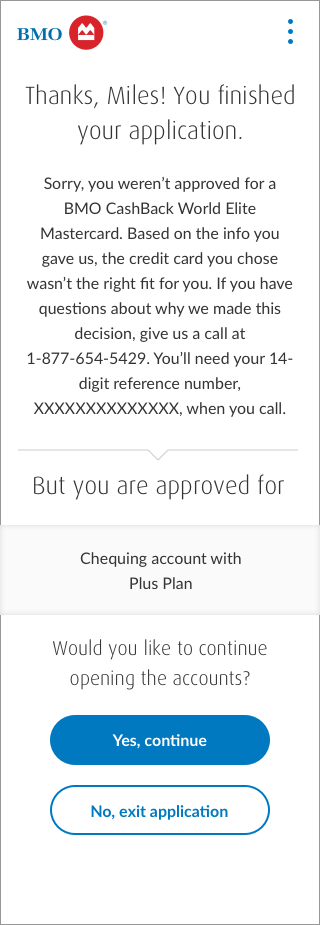 BMO
Thanks, Miles! You finished
your application.
Sorry, you weren’t approved for a
BMO CashBack World Elite
Mastercard. Based on the info you
gave us, the credit card you chose
wasn’t the right fit for you. If you have
questions about why we made this
decision, give us a call at
1-877-654-5429. You’ll need your 14-
digit reference number,
XXXXXXXXXXXXXX, when you call.
But you are approved for
Chequing account with
Plus Plan
Would you like to continue
opening the accounts?
Yes, continue
No, exit application